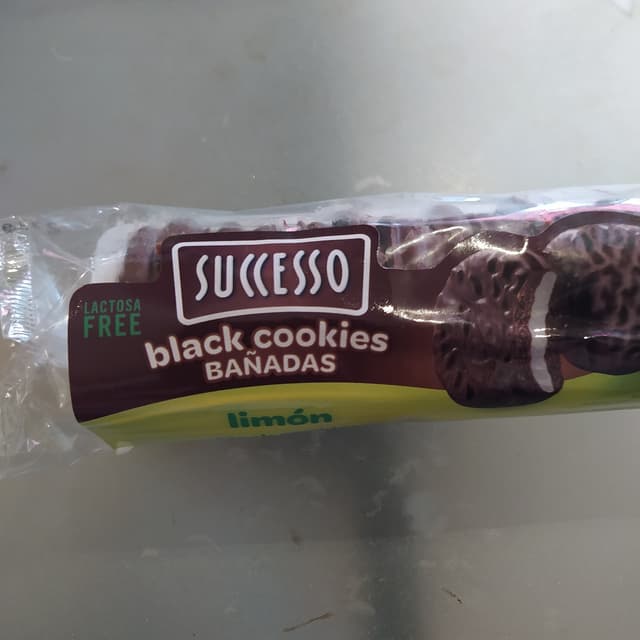 SUCCESSO
LACTOSA
FREE
black cookies
BAÑADAS
limón